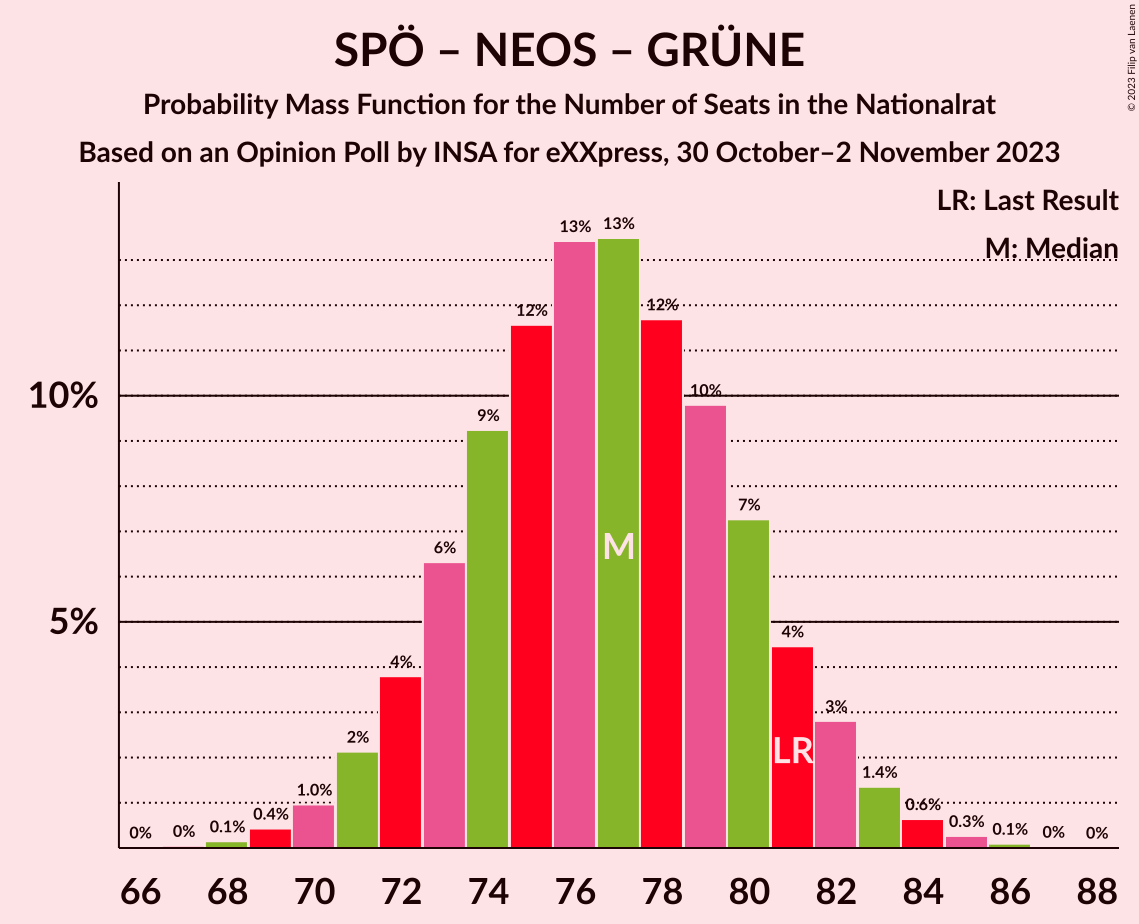 SPÖ – NEOS – GRÜNE
Probability Mass Function for the Number of Seats in the Nationalrat
Based on an Opinion Poll by INSA for eXXpress, 30 October–2 November 2023
© 2023 Filip van Laenen
LR: Last Result
M: Median
10%
5%
0% 0% 0.1% 0.4% 1.0% 2% 4% 6% 9% 12% 13% 13% 12% 10% 7% 4% 3% 1.4% 0.6% 0.3% 0.1% 0% 0%
M
LR
66 68 70 72 74 76 78 80 82 84 86 88